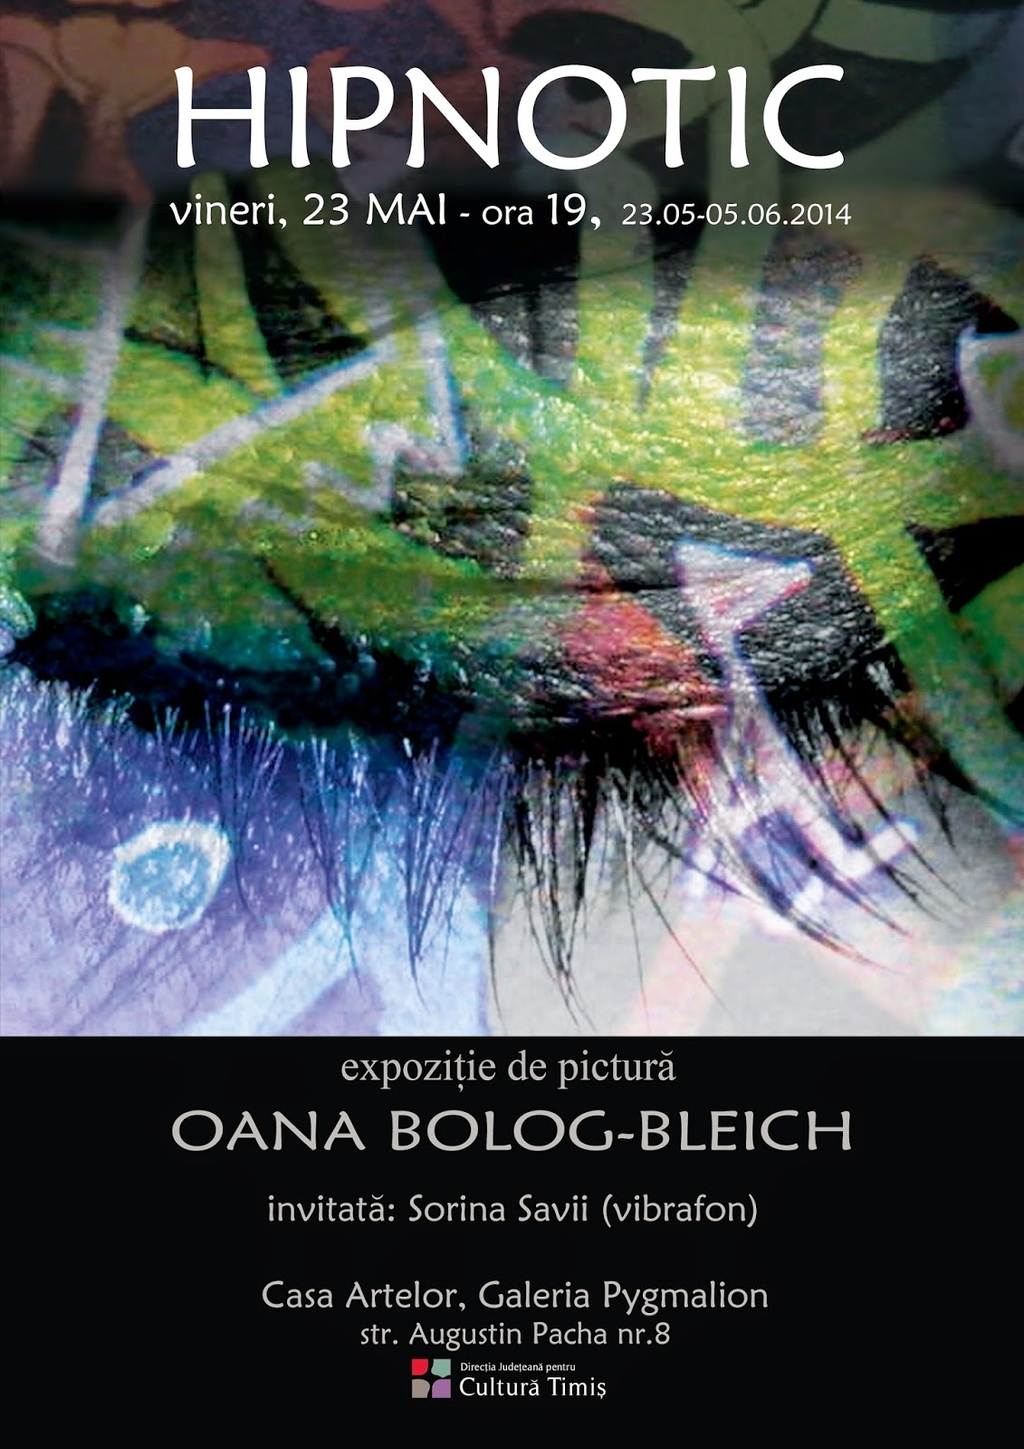 HIPNOTIC
vineri, 23 MAI - ora 19, 23.05-05.06.2014
expoziție de pictură
OANA BOLOG-BLEICH
invitată: Sorina Savii (vibrafon)
Casa Artelor, Galeria Pygmalion
str. Augustin Pacha nr.8
Direcția Județeană pentru
Cultură Timiș